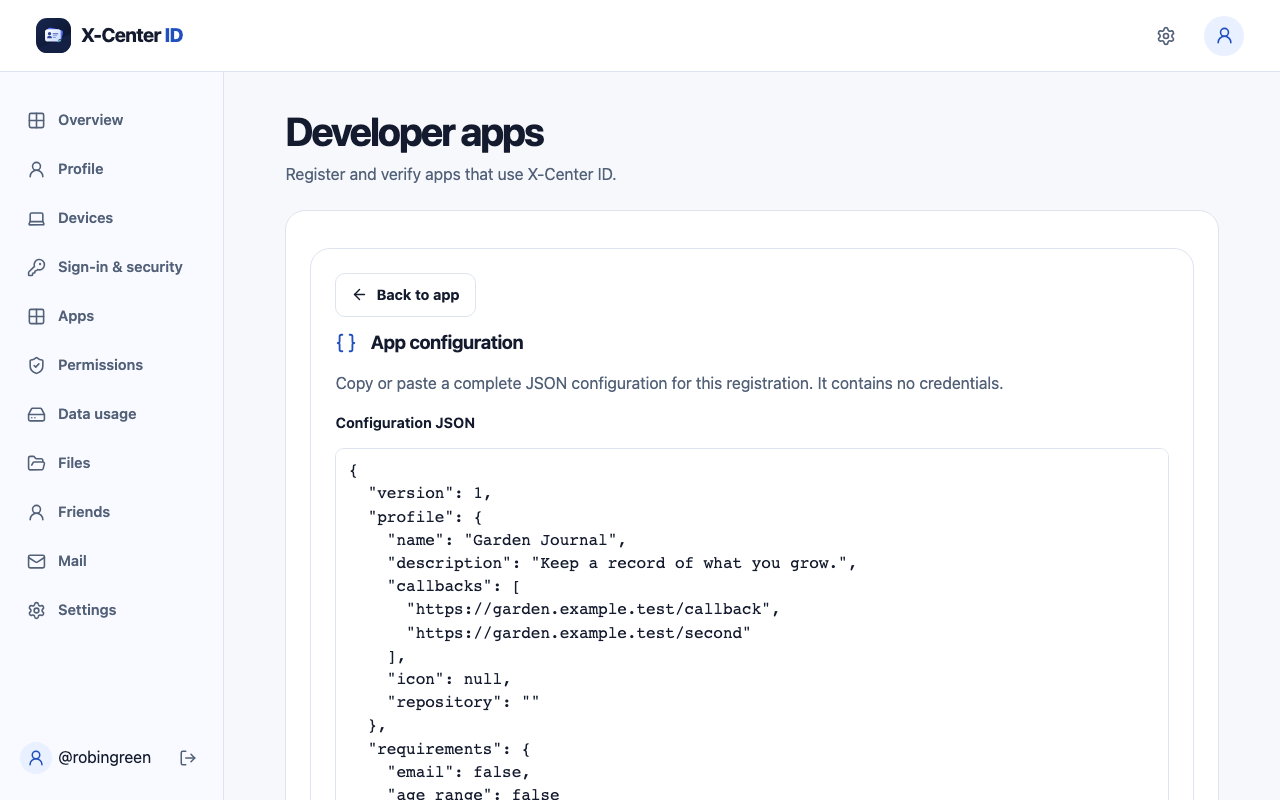 X-Center ID
Overview
Profile
Devices
Sign-in & security
Apps
Permissions
Data usage
Files
Friends
Mail
Settings
@robingreen
Developer apps
Register and verify apps that use X-Center ID.
Back to app
App configuration
Copy or paste a complete JSON configuration for this registration. It contains no credentials.
Configuration JSON
{
  "version": 1,
  "profile": {
    "name": "Garden Journal",
    "description": "Keep a record of what you grow.",
    "callbacks": [
      "https://garden.example.test/callback",
      "https://garden.example.test/second"
    ],
    "icon": null,
    "repository": ""
  },
  "requirements": {
    "email": false,
    "age_range": false